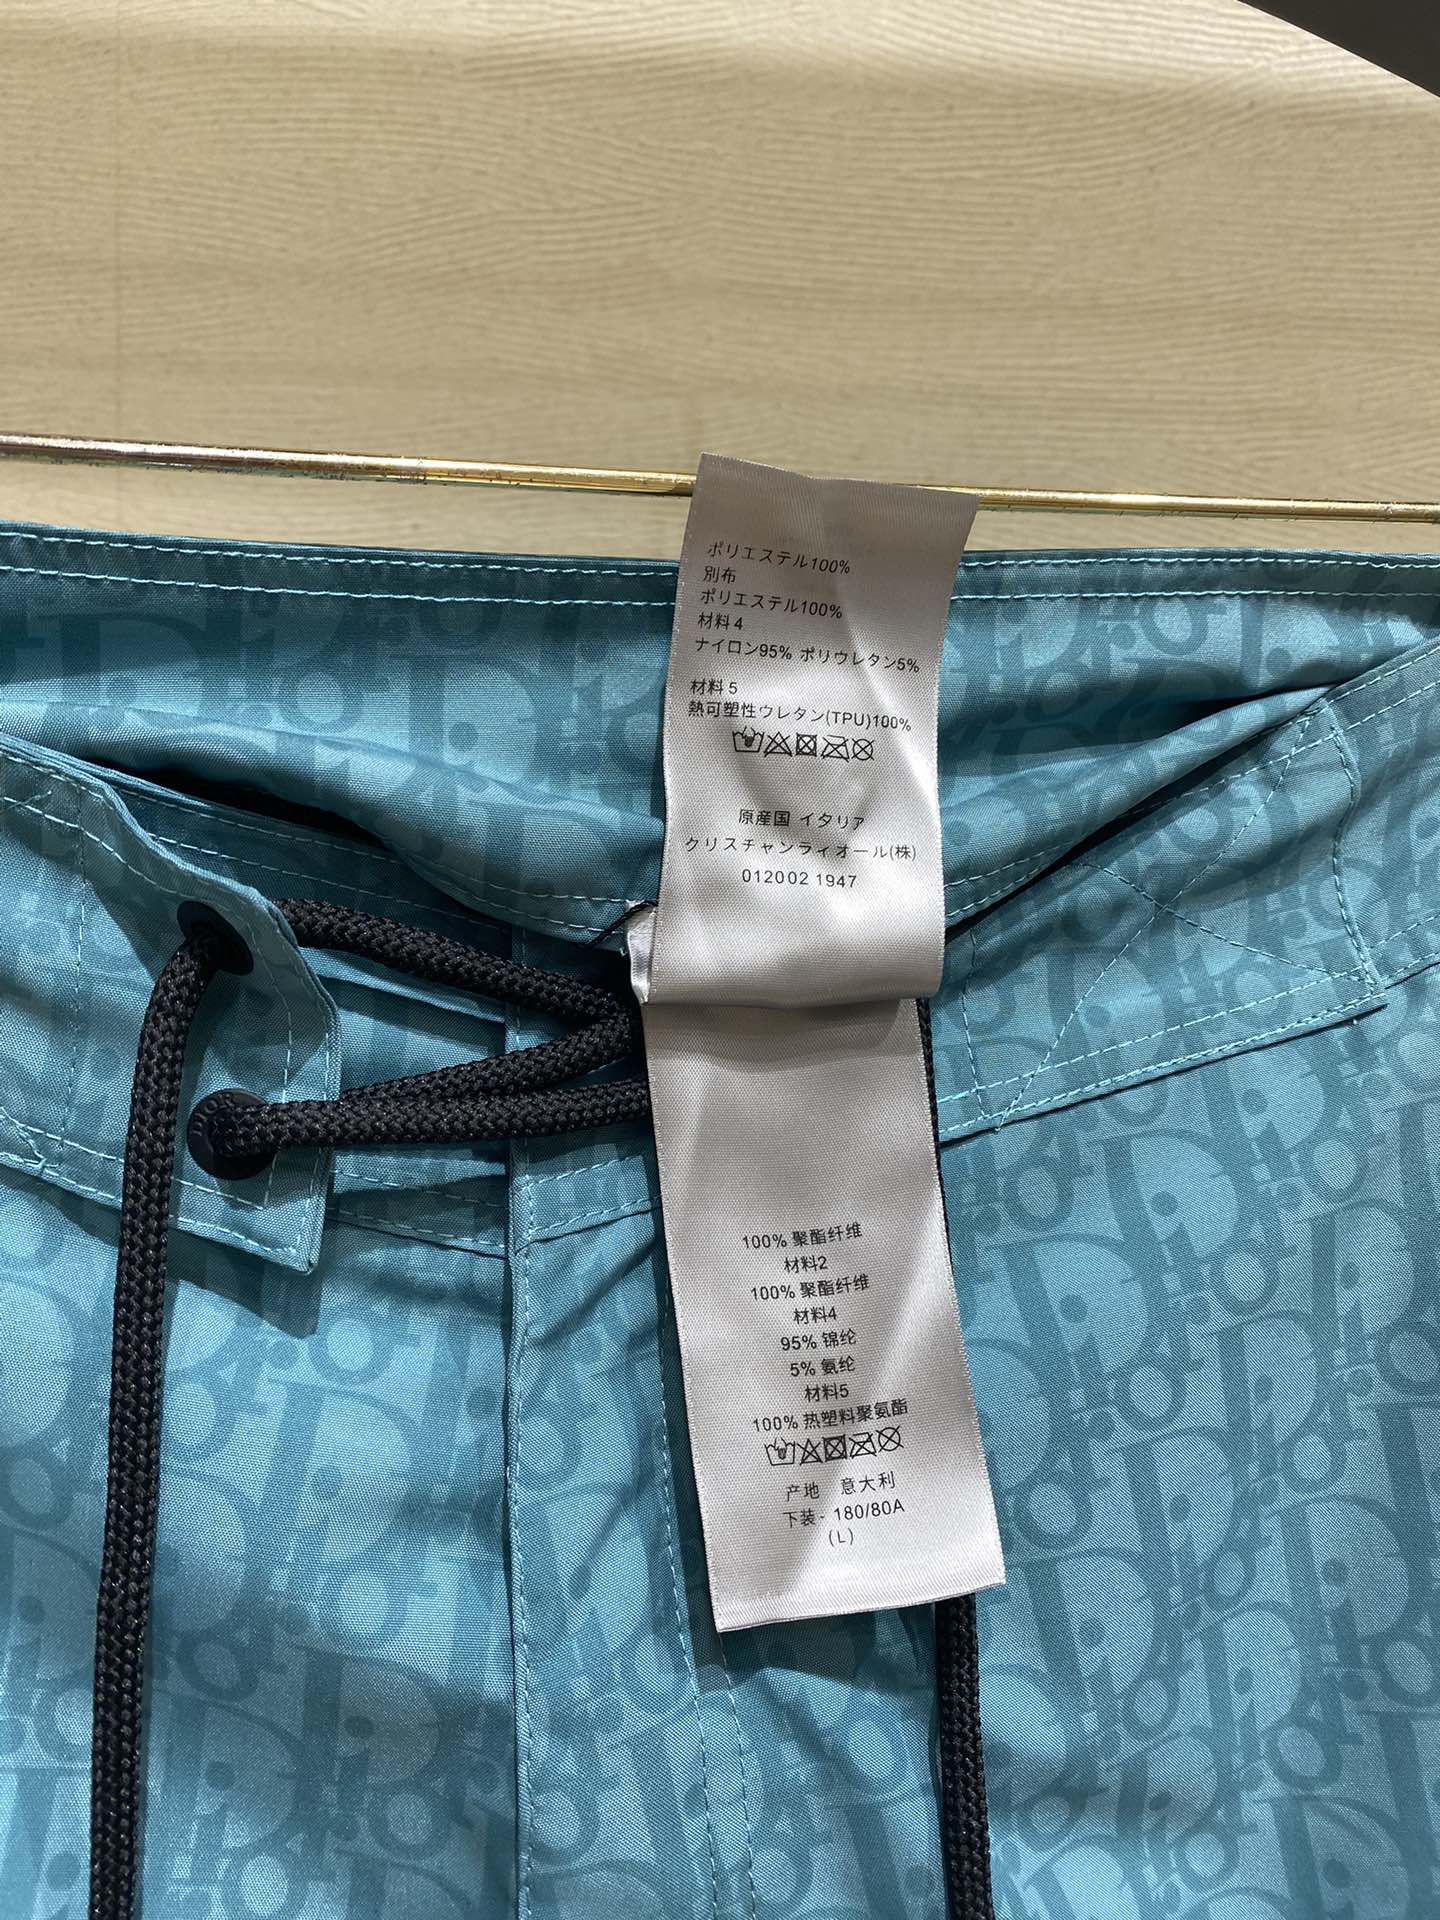 ポリエステル100%
別布
ポリエステル100%
材料4
ナイロン95% ポリウレタン5%
材料5
熱可塑性ウレタン(TPU)100%
原産国 イタリア
クリスチャンライオール(株)
012002 1947
DIOR
100% 聚酯纤维
材料2
100% 聚酯纤维
材料4
95% 锦纶
5% 氨纶
材料5
100% 热塑料聚氨酯
产地 意大利
下装- 180/80A
(L)
Dior